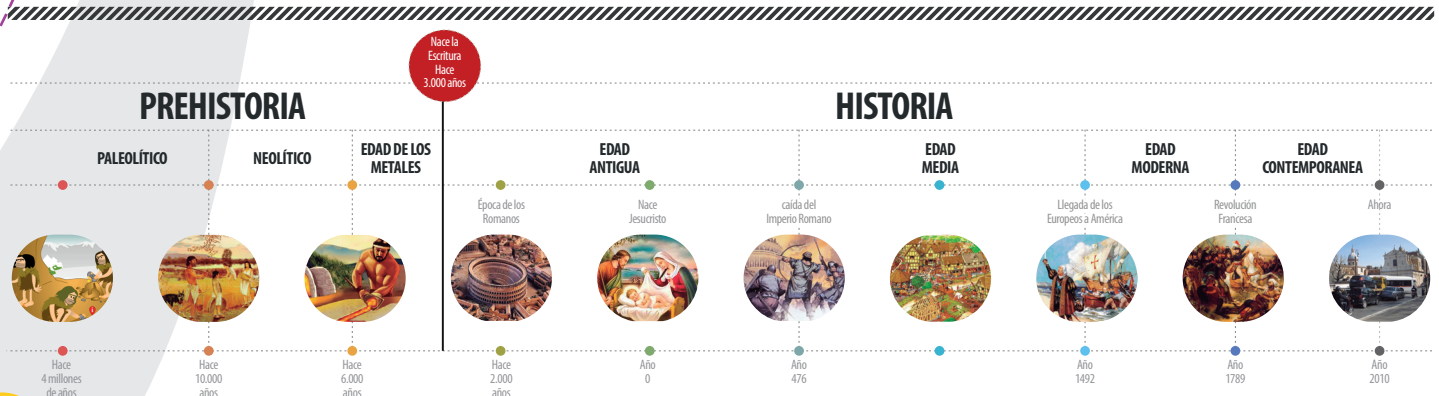 Nace la
Escritura
Hace
3.000 años
PREHISTORIA
HISTORIA
PALEOLÍTICO
NEOLÍTICO
EDAD DE LOS
METALES
EDAD
ANTIGUA
EDAD
MEDIA
EDAD
MODERNA
EDAD
CONTEMPORANEA
Época de los
Romanos
Nace
Jesucristo
caída del
Imperio Romano
Llegada de los
Europeos a América
Revolución
Francesa
Ahora
Hace
4 millones
de años
Hace
10.000
años
Hace
6.000
años
Hace
2.000
años
Año
0
Año
476
Año
1492
Año
1789
Año
2010